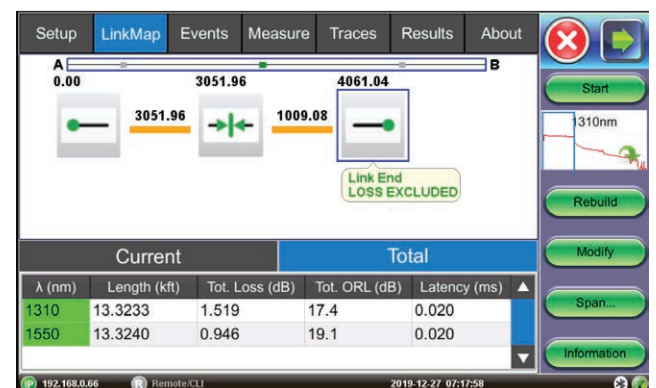 Setup LinkMap Events Measure Traces Results About
A B
0.00 3051.96 4061.04
3051.96 1009.08
Link End
LOSS EXCLUDED
Current Total
λ (nm) Length (kft) Tot. Loss (dB) Tot. ORL (dB) Latency (ms)
1310 13.3233 1.519 17.4 0.020
1550 13.3240 0.946 19.1 0.020
Start
1310nm
Rebuild
Modify
Span...
Information
P 192.168.0.66 R Remote/CLI 2019-12-27 07:17:58